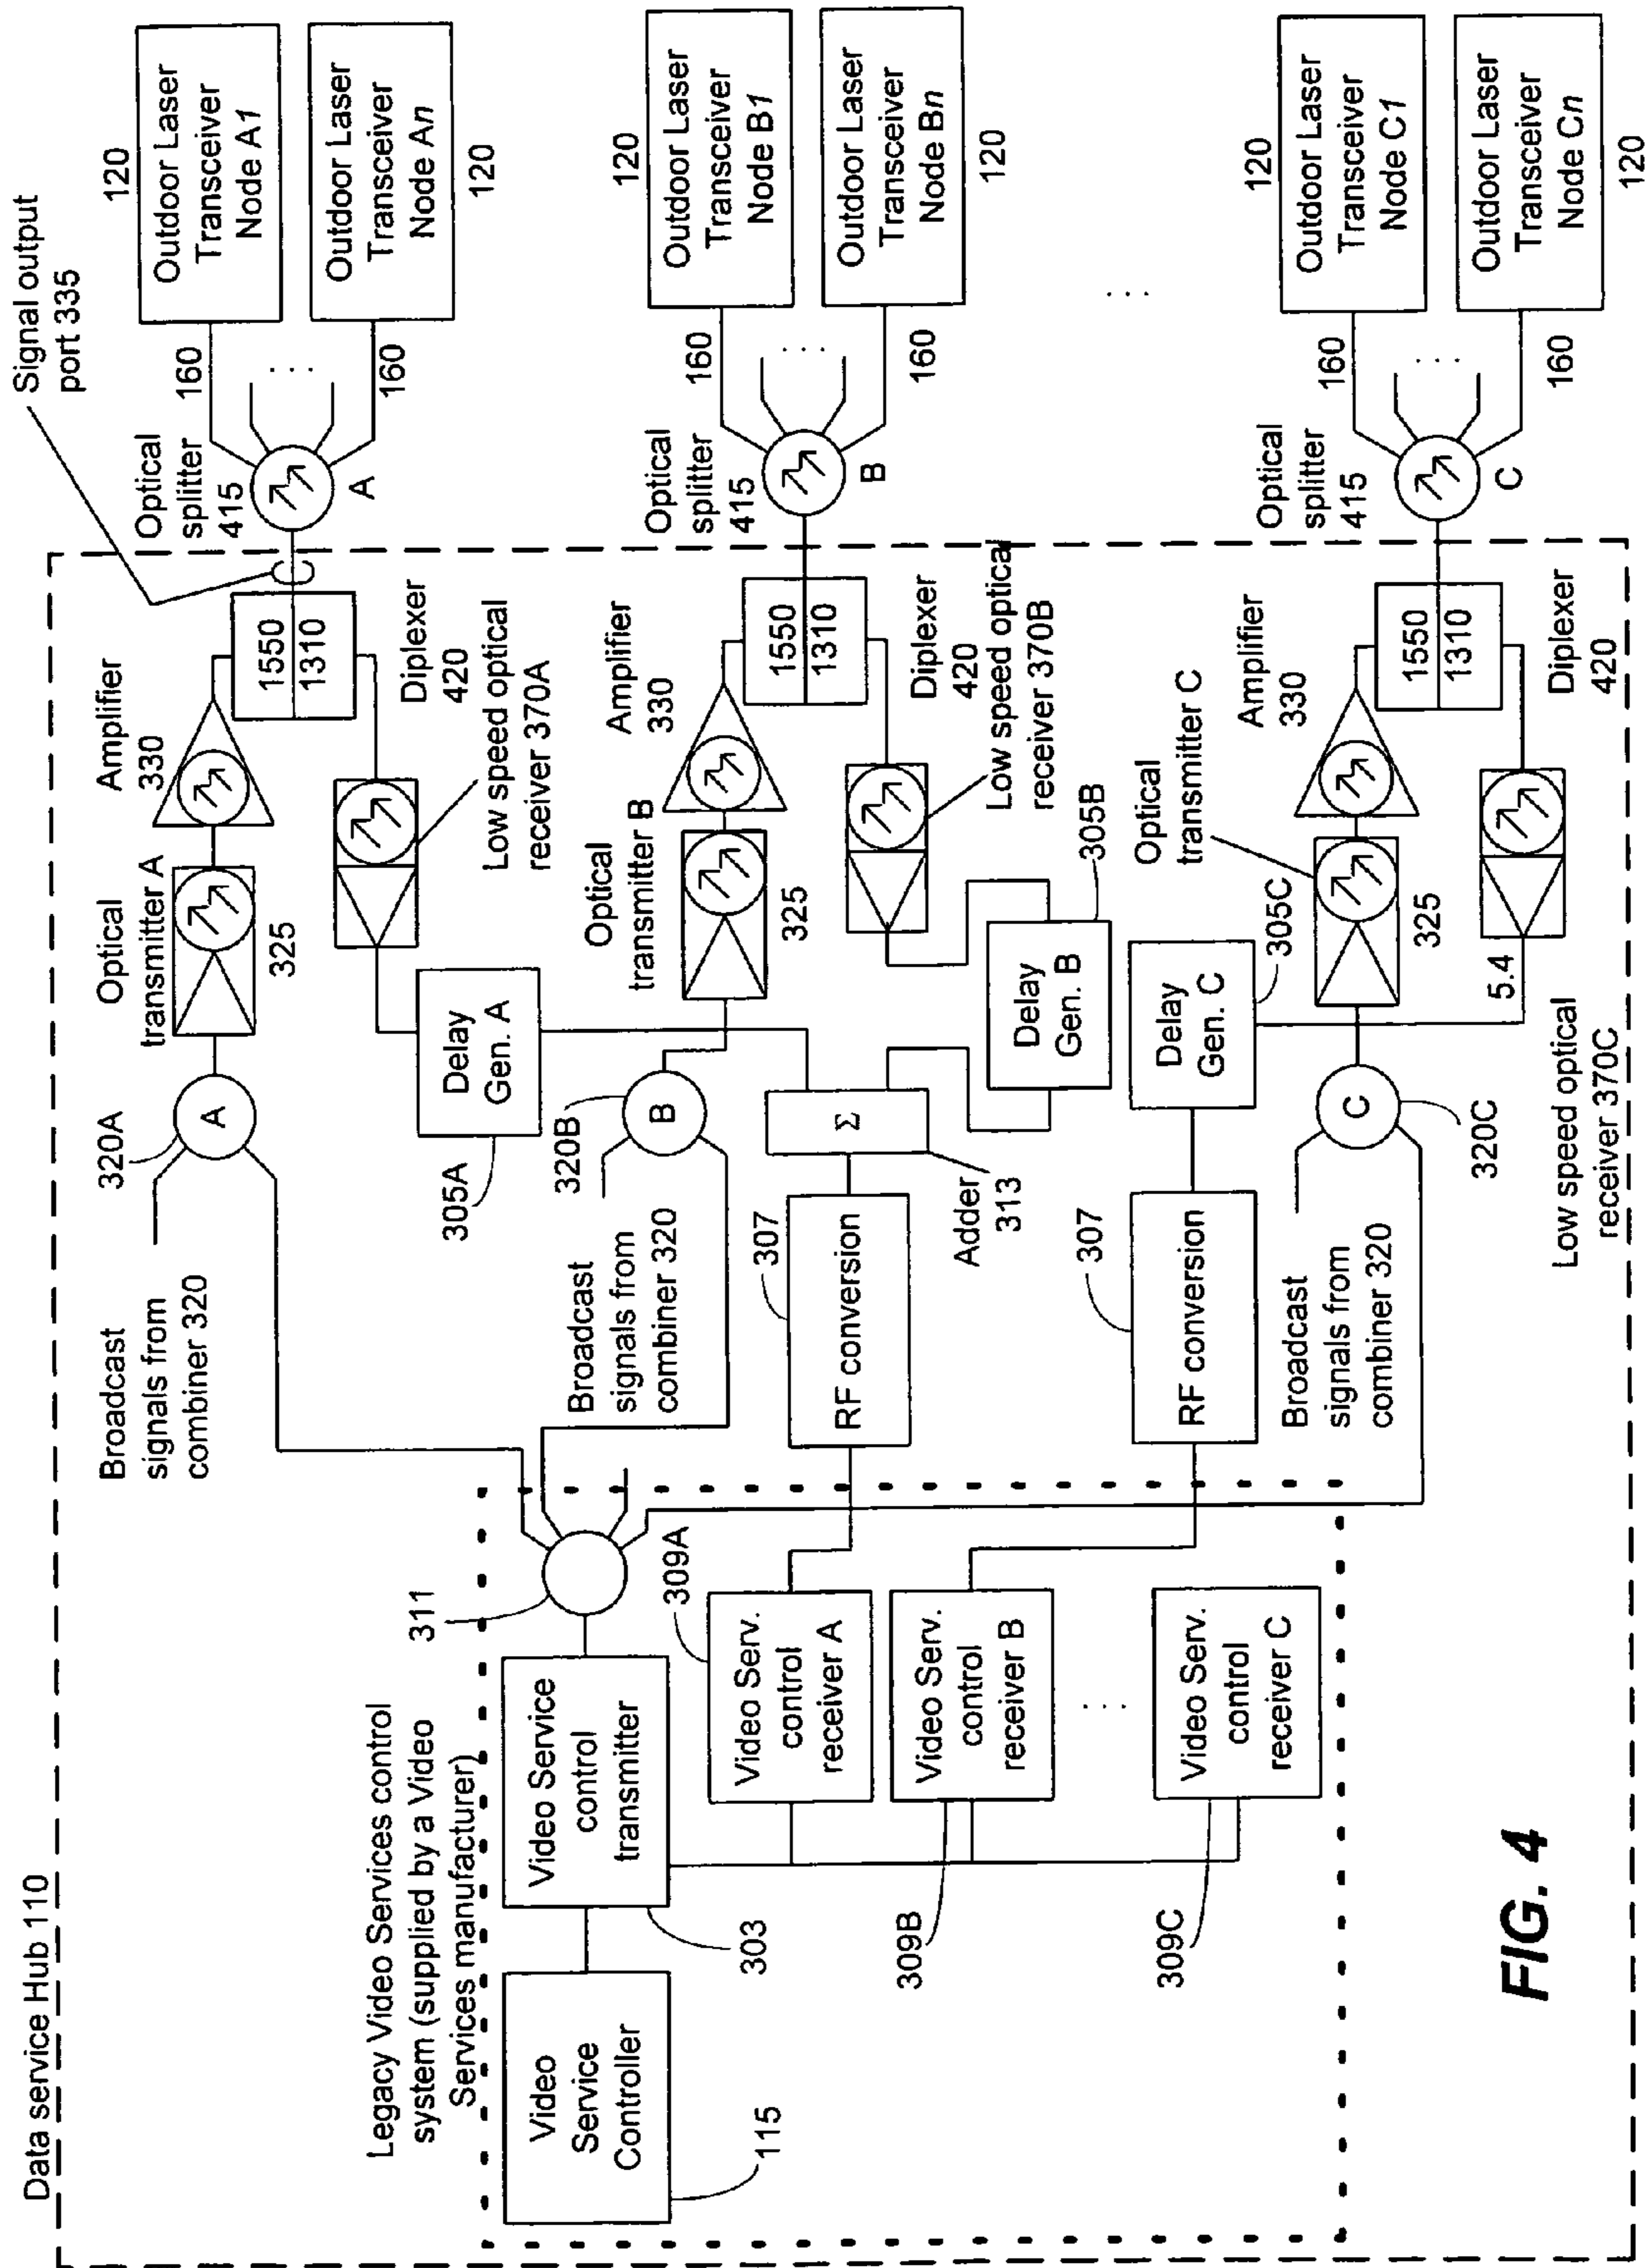 Data service Hub 110
Signal output
port 335
120
Outdoor Laser
Transceiver
Node A1
Outdoor Laser
Transceiver
Node An
120
160
160
. . .
Optical
splitter
415
A
Amplifier
330
1550
1310
Diplexer
420
Low speed optical
receiver 370A
Optical
transmitter A
325
320A
A
Broadcast
signals from
combiner 320
Delay
Gen. A
305A
120
Outdoor Laser
Transceiver
Node B1
Outdoor Laser
Transceiver
Node Bn
120
160
160
. . .
Optical
splitter
415
B
Amplifier
330
1550
1310
Diplexer
420
Low speed optical
receiver 370B
Optical
transmitter B
325
320B
B
Broadcast
signals from
combiner 320
Delay
Gen. B
305B
Σ
Adder
313
307
RF conversion
. . .
120
Outdoor Laser
Transceiver
Node C1
Outdoor Laser
Transceiver
Node Cn
120
160
160
. . .
Optical
splitter
415
C
Amplifier
330
1550
1310
Diplexer
420
Optical
transmitter C
325
5.4
Low speed optical
receiver 370C
Delay
Gen. C
305C
320C
C
Broadcast
signals from
combiner 320
307
RF conversion
Legacy Video Services control
system (supplied by a Video
Services manufacturer)
311
Video
Service
Controller
115
Video Service
control
transmitter
303
309A
Video Serv.
control
receiver A
Video Serv.
control
receiver B
309B
. . .
Video Serv.
control
receiver C
309C
FIG. 4